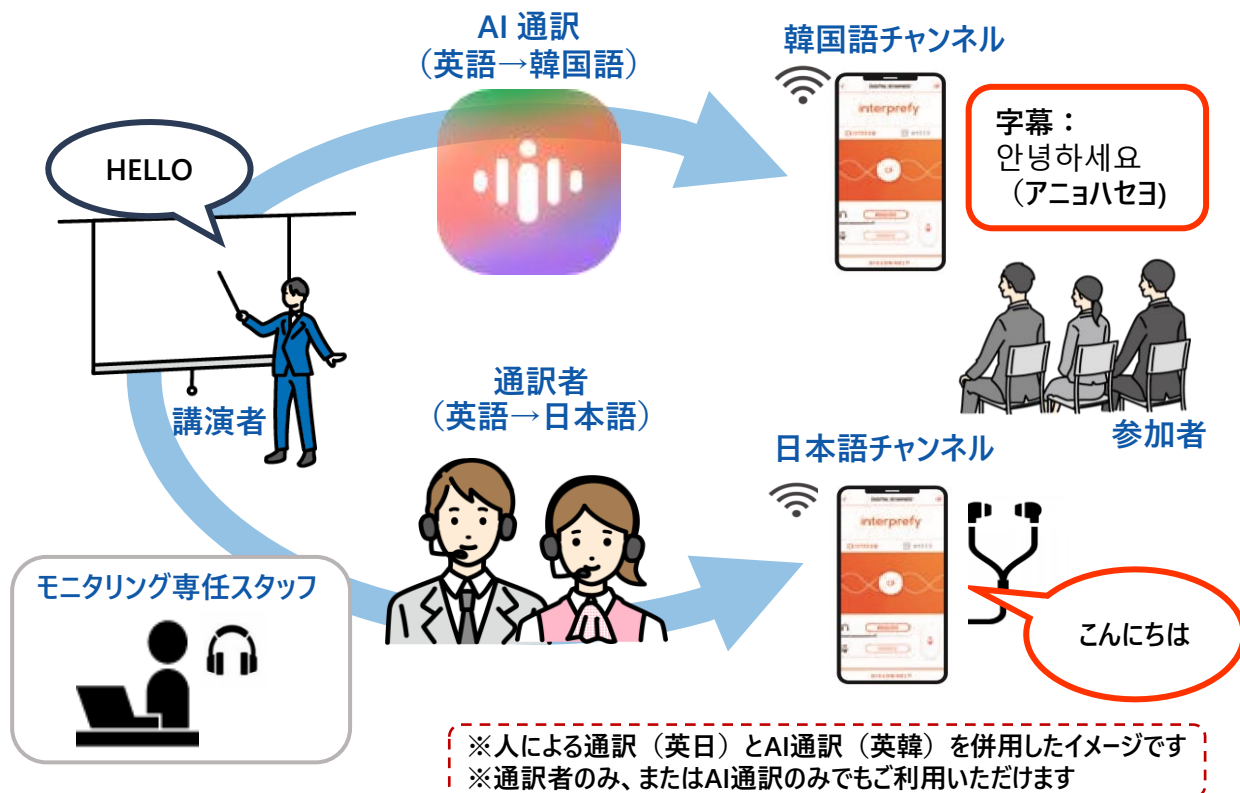 AI 通訳
（英語→韓国語）
韓国語チャンネル
HELLO
interprefy
字幕：
안녕하세요
（アニョハセヨ)
講演者
通訳者
（英語→日本語）
参加者
日本語チャンネル
interprefy
モニタリング専任スタッフ
こんにちは
※人による通訳（英日）とAI通訳（英韓）を併用したイメージです
※通訳者のみ、またはAI通訳のみでもご利用いただけます